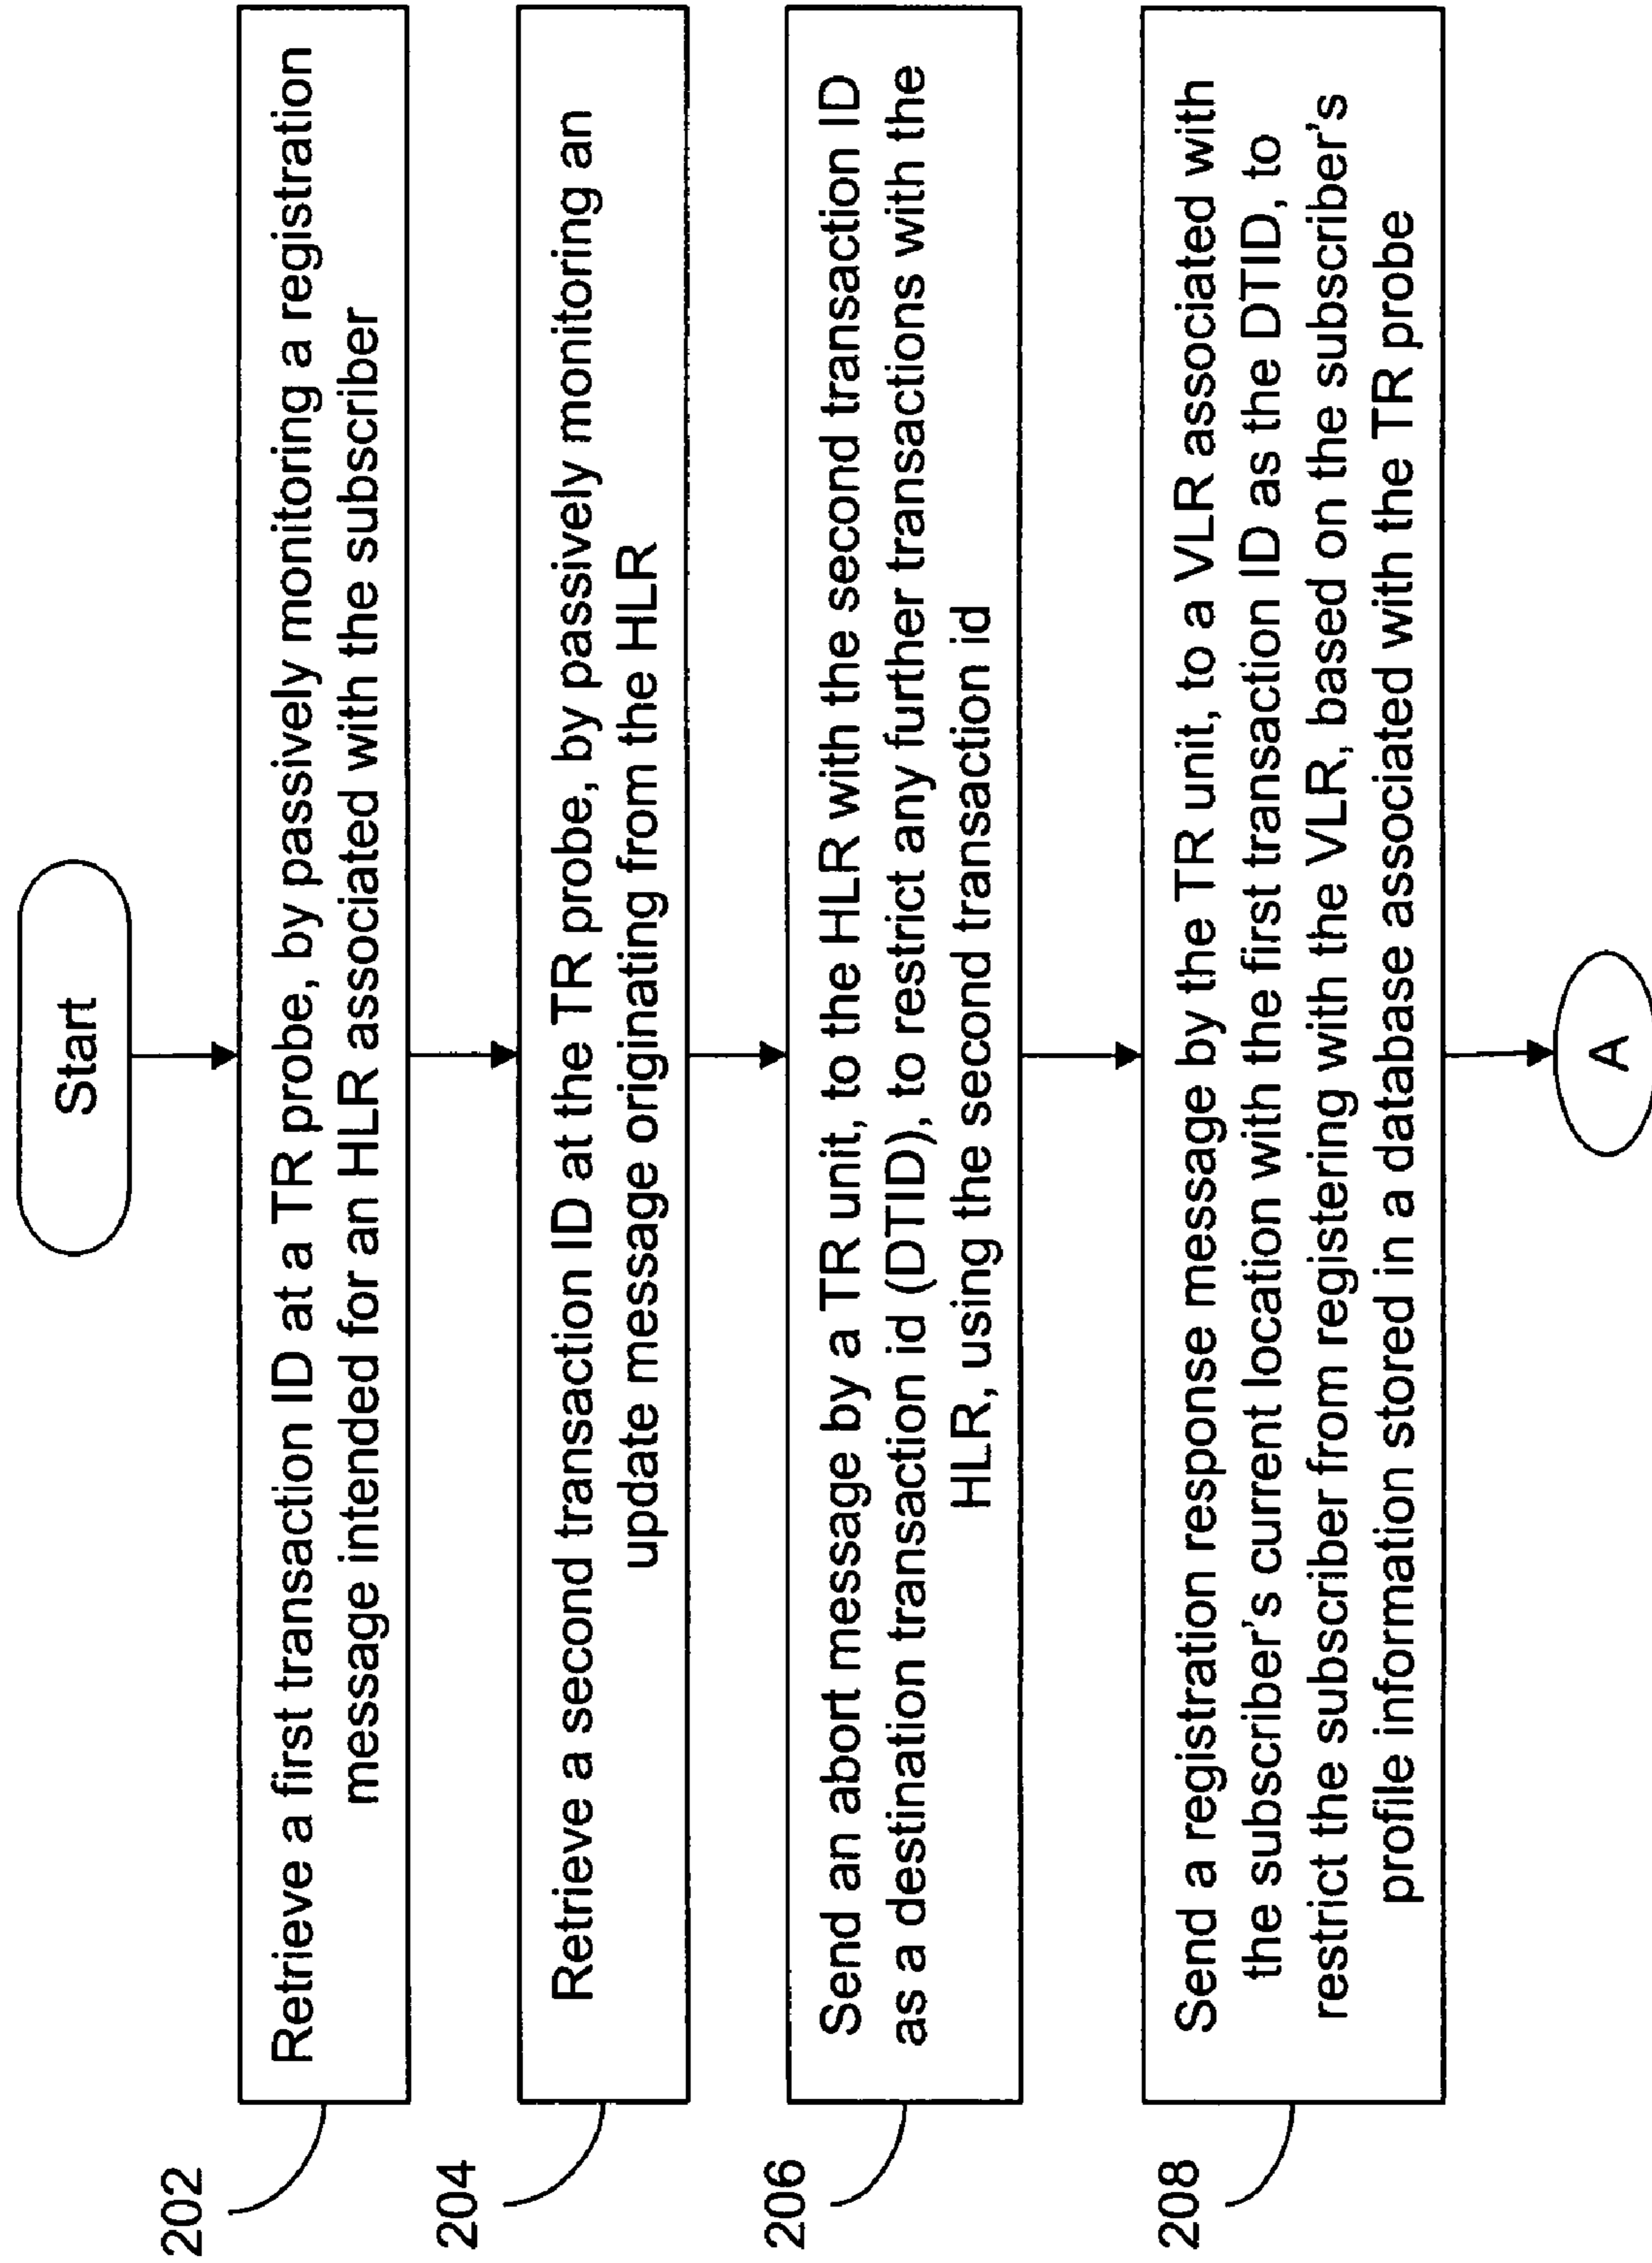 Start
202
Retrieve a first transaction ID at a TR probe, by passively monitoring a registration
message intended for an HLR associated with the subscriber
204
Retrieve a second transaction ID at the TR probe, by passively monitoring an
update message originating from the HLR
206
Send an abort message by a TR unit, to the HLR with the second transaction ID
as a destination transaction id (DTID), to restrict any further transactions with the
HLR, using the second transaction id
208
Send a registration response message by the TR unit, to a VLR associated with
the subscriber's current location with the first transaction ID as the DTID, to
restrict the subscriber from registering with the VLR, based on the subscriber's
profile information stored in a database associated with the TR probe
A